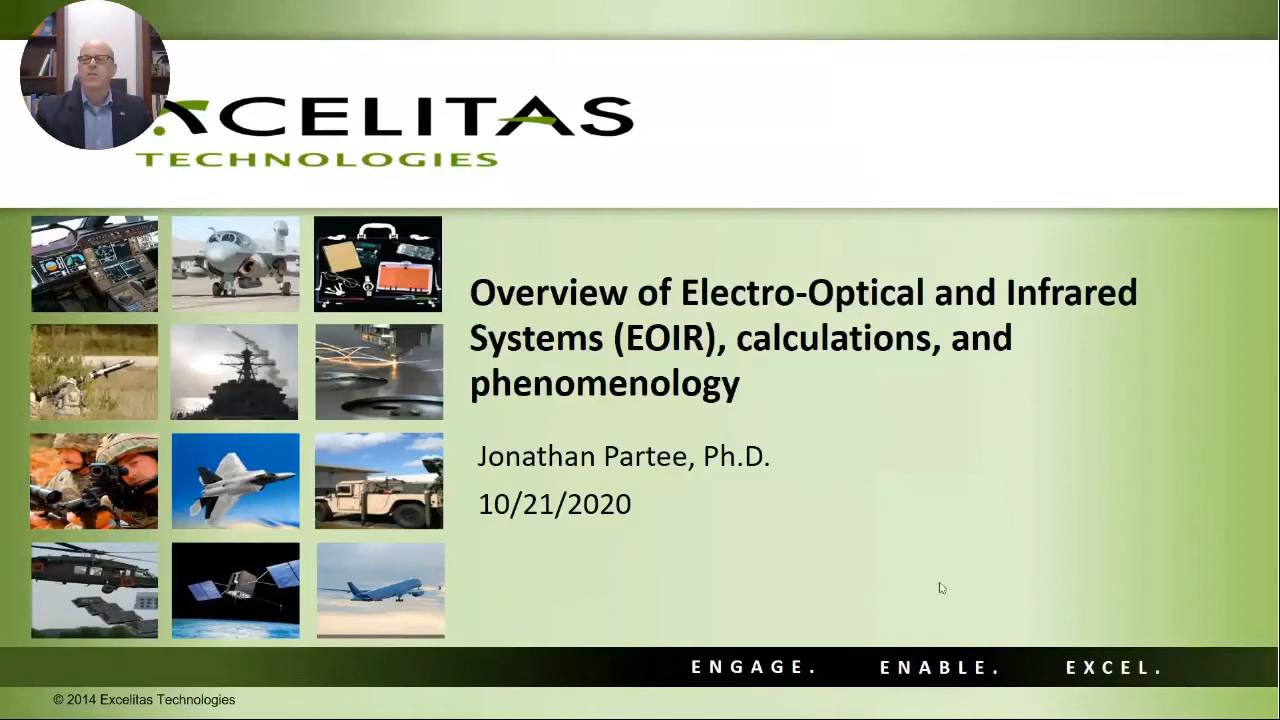 XCELITAS
TECHNOLOGIES
Overview of Electro-Optical and Infrared
Systems (EOIR), calculations, and
phenomenology
Jonathan Partee, Ph.D.
10/21/2020
ENGAGE. ENABLE. EXCEL.
© 2014 Excelitas Technologies